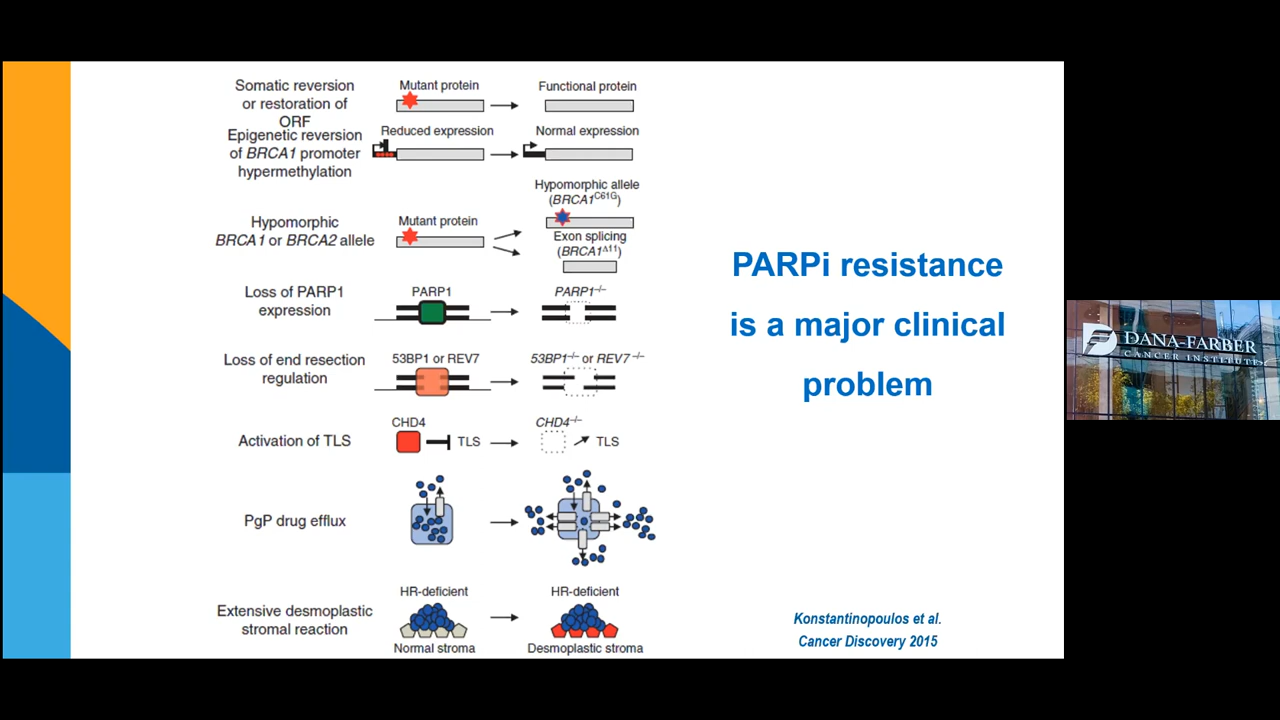 Somatic reversion
or restoration of
ORF
Mutant protein
Functional protein
Epigenetic reversion
of BRCA1 promoter
hypermethylation
Reduced expression
Normal expression
Hypomorphic
BRCA1 or BRCA2 allele
Mutant protein
Hypomorphic allele
(BRCA1C61G)
Exon splicing
(BRCA1Δ11)
Loss of PARP1
expression
PARP1
PARP1–/–
Loss of end resection
regulation
53BP1 or REV7
53BP1–/– or REV7 –/–
Activation of TLS
CHD4
TLS
CHD4–/–
TLS
PgP drug efflux
Extensive desmoplastic
stromal reaction
HR-deficient
Normal stroma
HR-deficient
Desmoplastic stroma
PARPi resistance
is a major clinical
problem
Konstantinopoulos et al.
Cancer Discovery 2015
DANA-FARBER
CANCER INSTITUTE